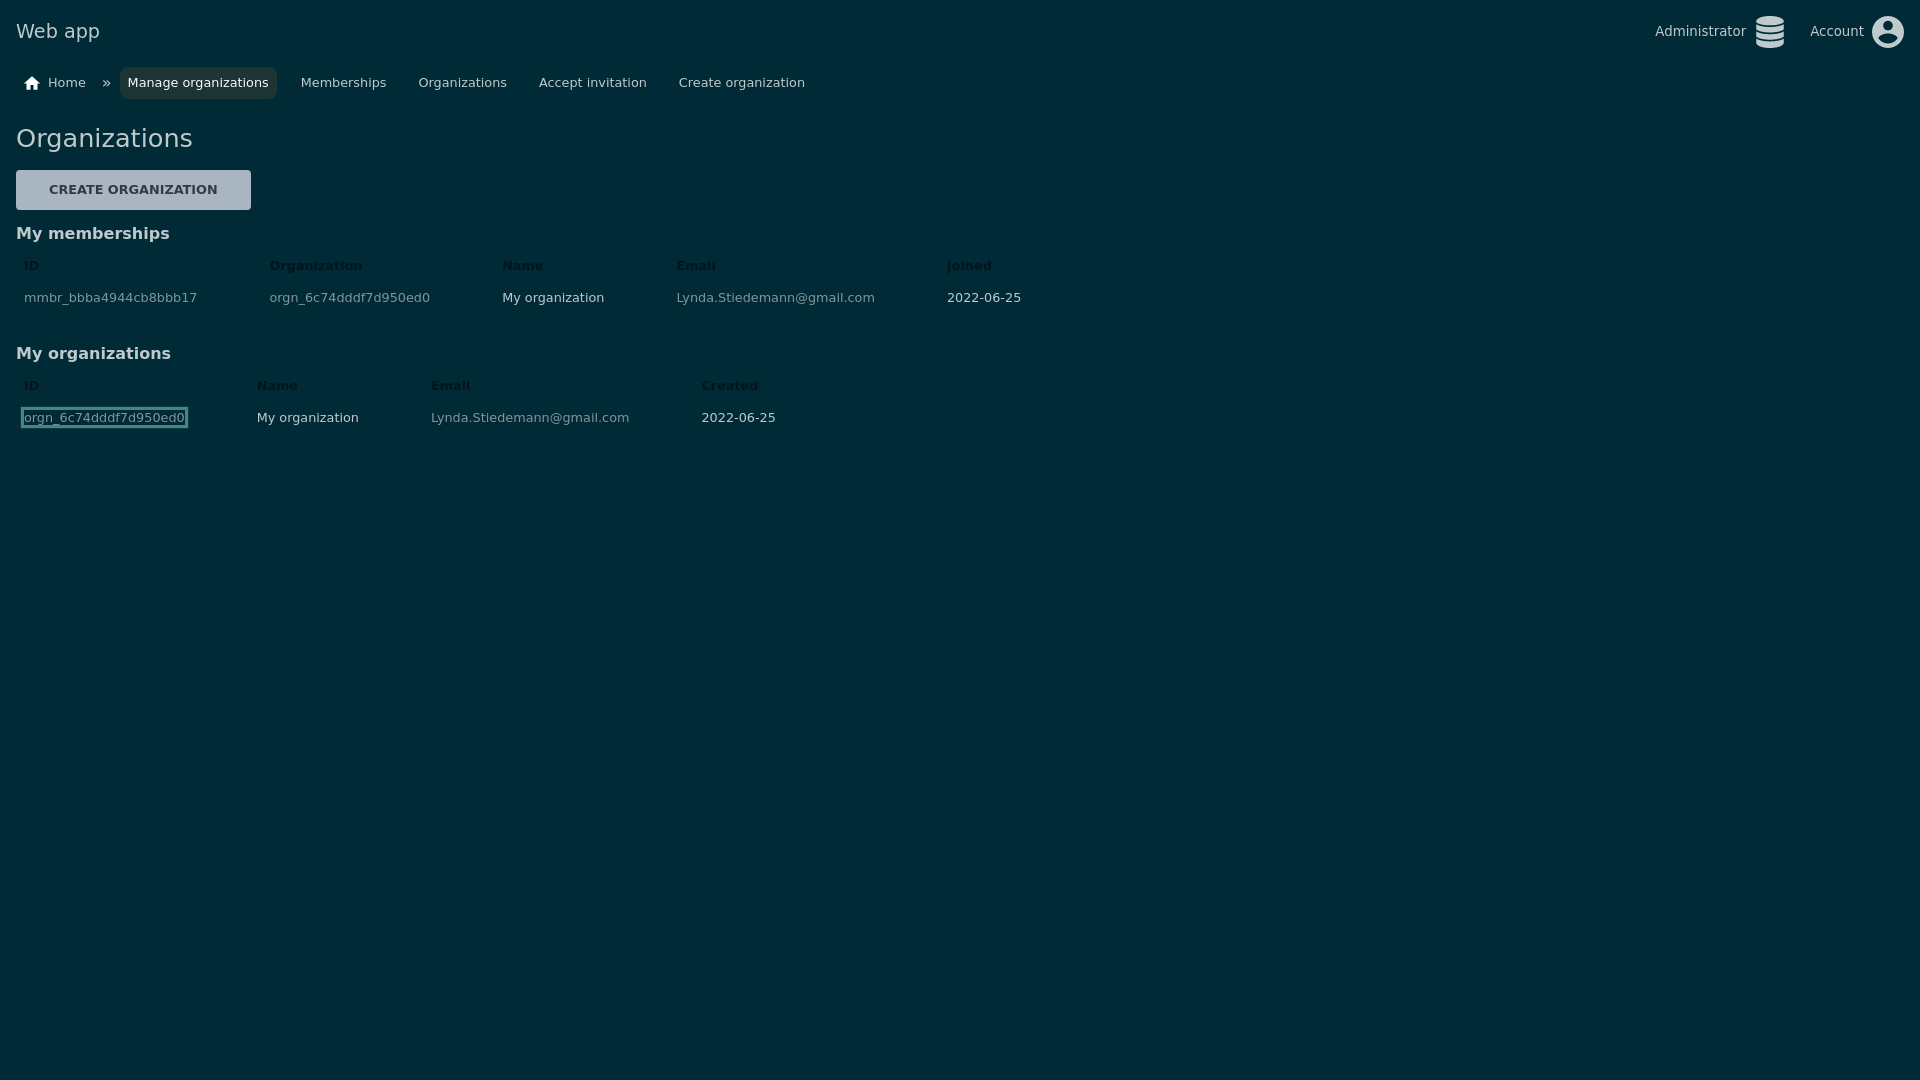 Web app
Administrator
Account
Home » Manage organizations Memberships Organizations Accept invitation Create organization
Organizations
CREATE ORGANIZATION
My memberships
ID Organization Name Email Joined
mmbr_bbba4944cb8bbb17 orgn_6c74dddf7d950ed0 My organization Lynda.Stiedemann@gmail.com 2022-06-25
My organizations
ID Name Email Created
orgn_6c74dddf7d950ed0 My organization Lynda.Stiedemann@gmail.com 2022-06-25